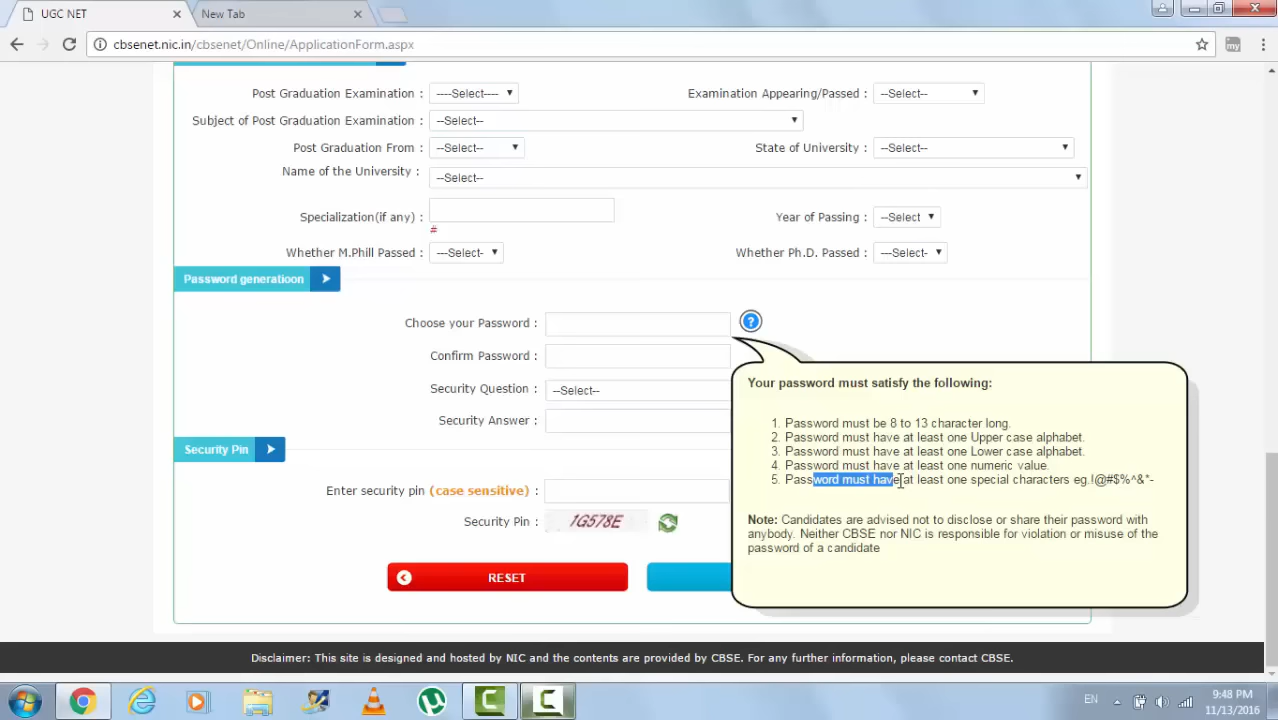 UGC NET
New Tab
cbsenet.nic.in/cbsenet/Online/ApplicationForm.aspx
my
Post Graduation Examination : ----Select---- Examination Appearing/Passed : --Select--
Subject of Post Graduation Examination : --Select--
Post Graduation From : --Select-- State of University : --Select--
Name of the University : --Select--
Specialization(if any) : Year of Passing : --Select
#
Whether M.Phill Passed : ---Select- Whether Ph.D. Passed : ---Select-
Password generatioon
Choose your Password : ?
Confirm Password :
Security Question : --Select--
Security Answer :
Your password must satisfy the following:
1. Password must be 8 to 13 character long.
2. Password must have at least one Upper case alphabet.
3. Password must have at least one Lower case alphabet.
4. Password must have at least one numeric value.
5. Password must have at least one special characters eg.!@#$%^&*-
Note: Candidates are advised not to disclose or share their password with
anybody. Neither CBSE nor NIC is responsible for violation or misuse of the
password of a candidate
Security Pin
Enter security pin (case sensitive) :
Security Pin : 1G578E
RESET
Disclaimer: This site is designed and hosted by NIC and the contents are provided by CBSE. For any further information, please contact CBSE.
EN
9:48 PM
11/13/2016